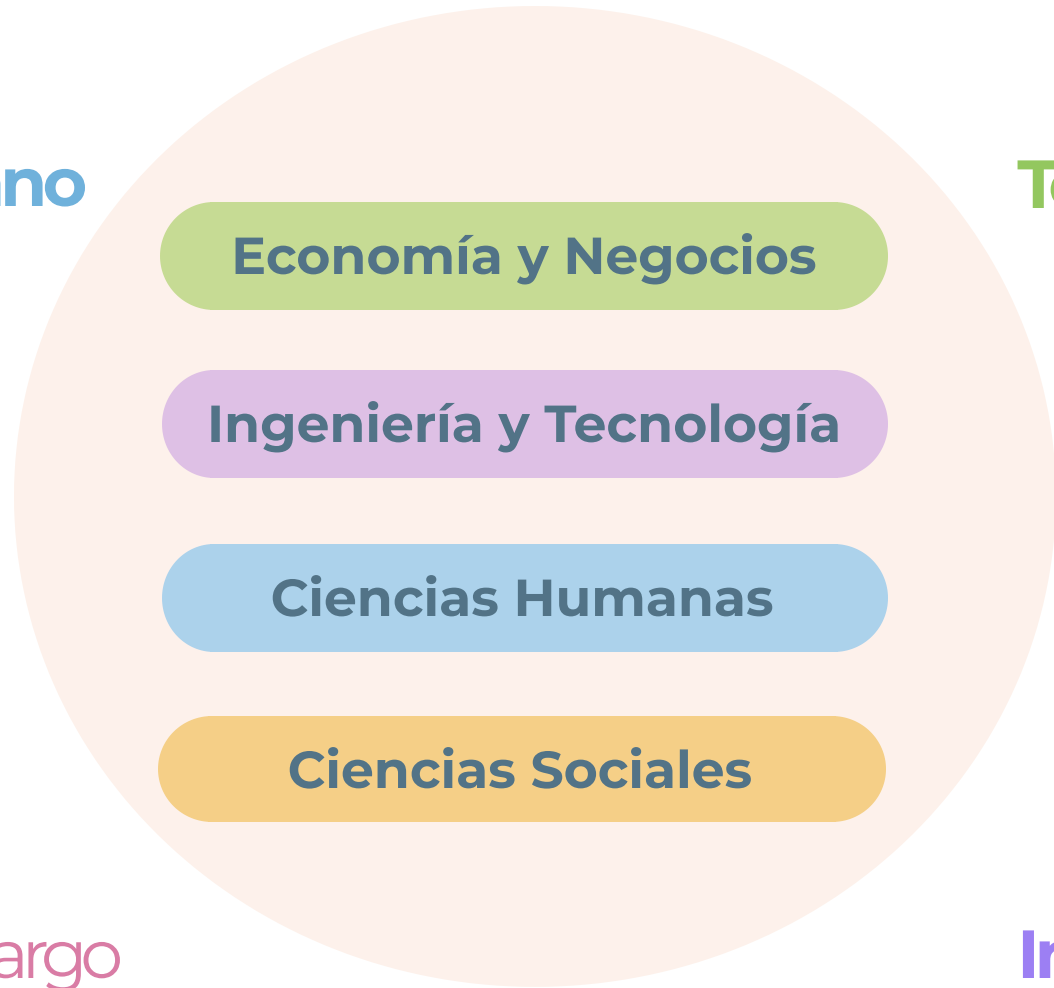 Economía y Negocios
Ingeniería y Tecnología
Ciencias Humanas
Ciencias Sociales